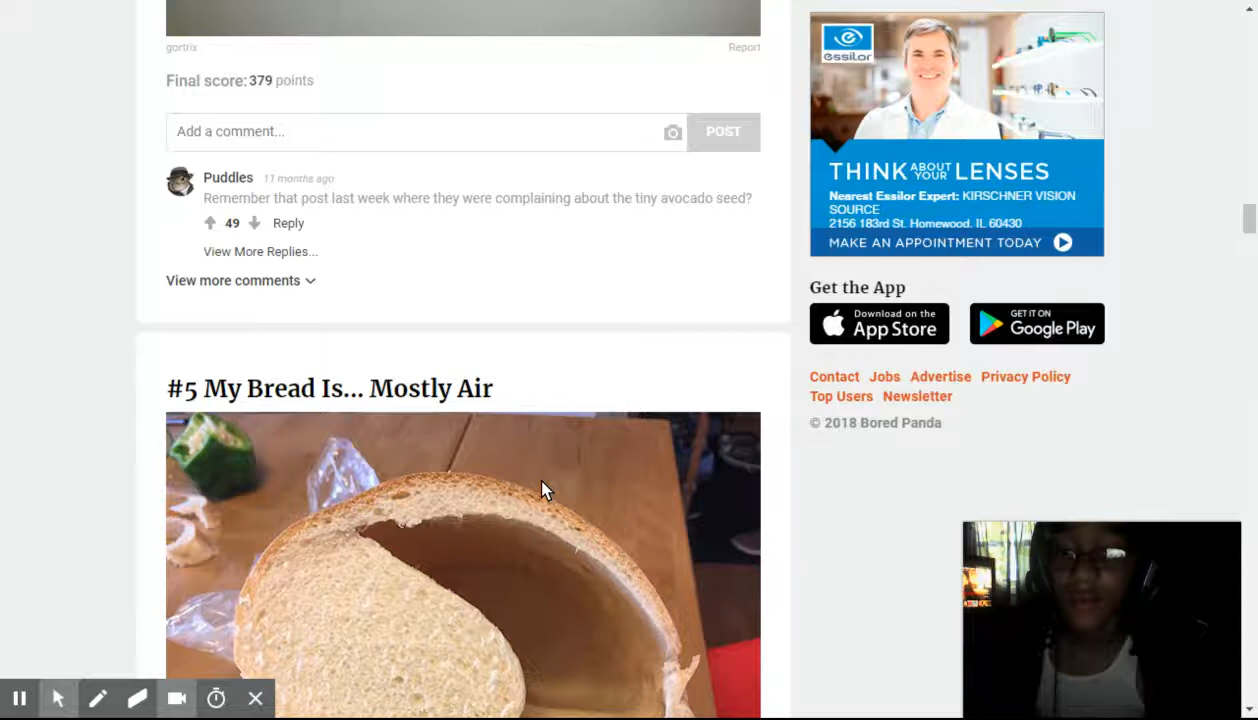 gortrix
Report
Final score: 379 points
Add a comment...
POST
Puddles 11 months ago
Remember that post last week where they were complaining about the tiny avocado seed?
49 Reply
View More Replies...
View more comments
#5 My Bread Is... Mostly Air
essilor
THINK ABOUT YOUR LENSES
Nearest Essilor Expert: KIRSCHNER VISION
SOURCE
2156 183rd St. Homewood, IL 60430
MAKE AN APPOINTMENT TODAY
Get the App
Download on the
App Store
GET IT ON
Google Play
Contact Jobs Advertise Privacy Policy
Top Users Newsletter
© 2018 Bored Panda